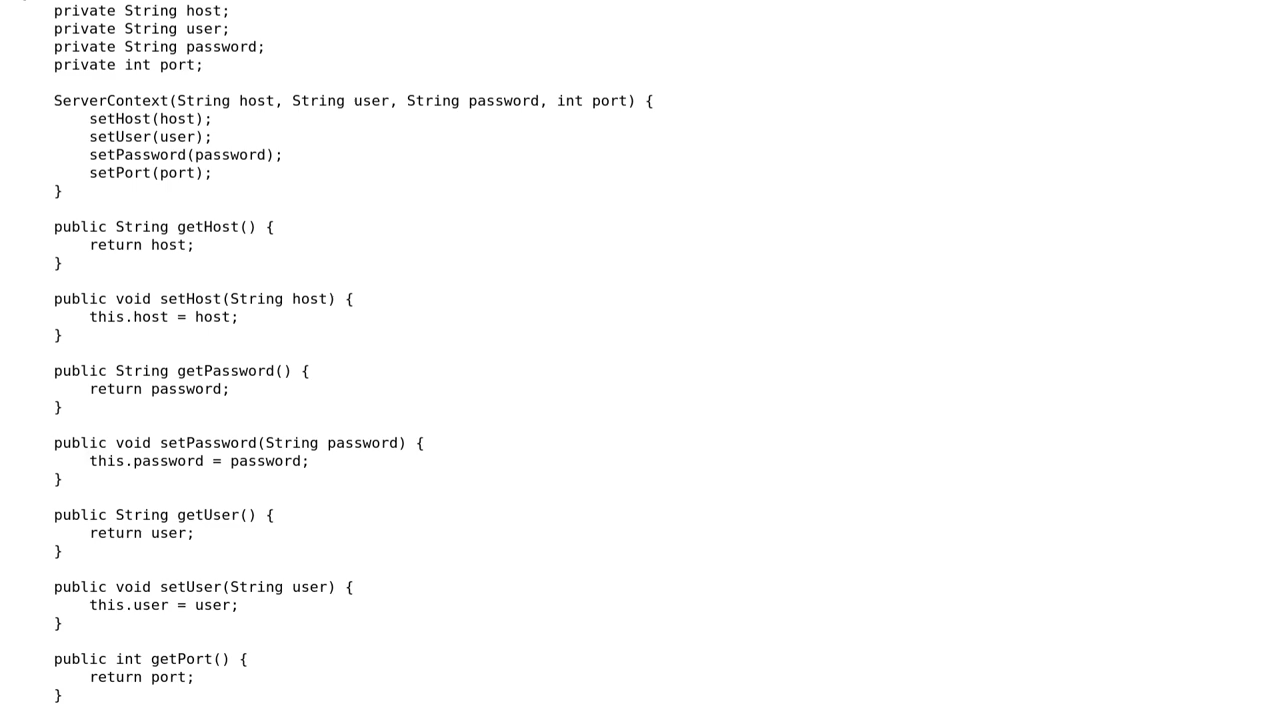 private String host;
private String user;
private String password;
private int port;

ServerContext(String host, String user, String password, int port) {
    setHost(host);
    setUser(user);
    setPassword(password);
    setPort(port);
}

public String getHost() {
    return host;
}

public void setHost(String host) {
    this.host = host;
}

public String getPassword() {
    return password;
}

public void setPassword(String password) {
    this.password = password;
}

public String getUser() {
    return user;
}

public void setUser(String user) {
    this.user = user;
}

public int getPort() {
    return port;
}